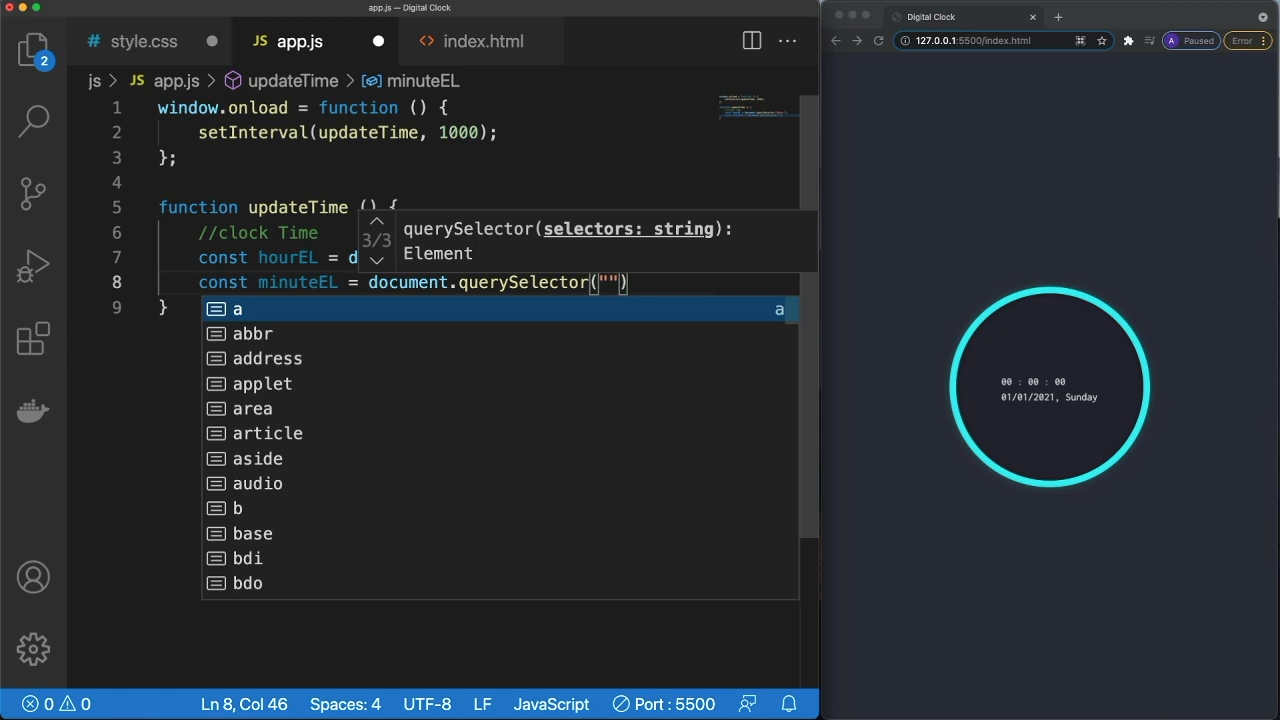 app.js — Digital Clock
2
# style.css
JS app.js
<> index.html
js > JS app.js > updateTime > minuteEL
1 window.onload = function () {
2 setInterval(updateTime, 1000);
3 };
4
5 function updateTime () {
6 //clock Time
7 const hourEL = d
8 const minuteEL = document.querySelector("")
9 }
3/3
querySelector(selectors: string):
Element
a a
abbr
address
applet
area
article
aside
audio
b
base
bdi
bdo
0 0
Ln 8, Col 46 Spaces: 4 UTF-8 LF JavaScript Port : 5500
Digital Clock
127.0.0.1:5500/index.html
A Paused
Error
00 : 00 : 00
01/01/2021, Sunday